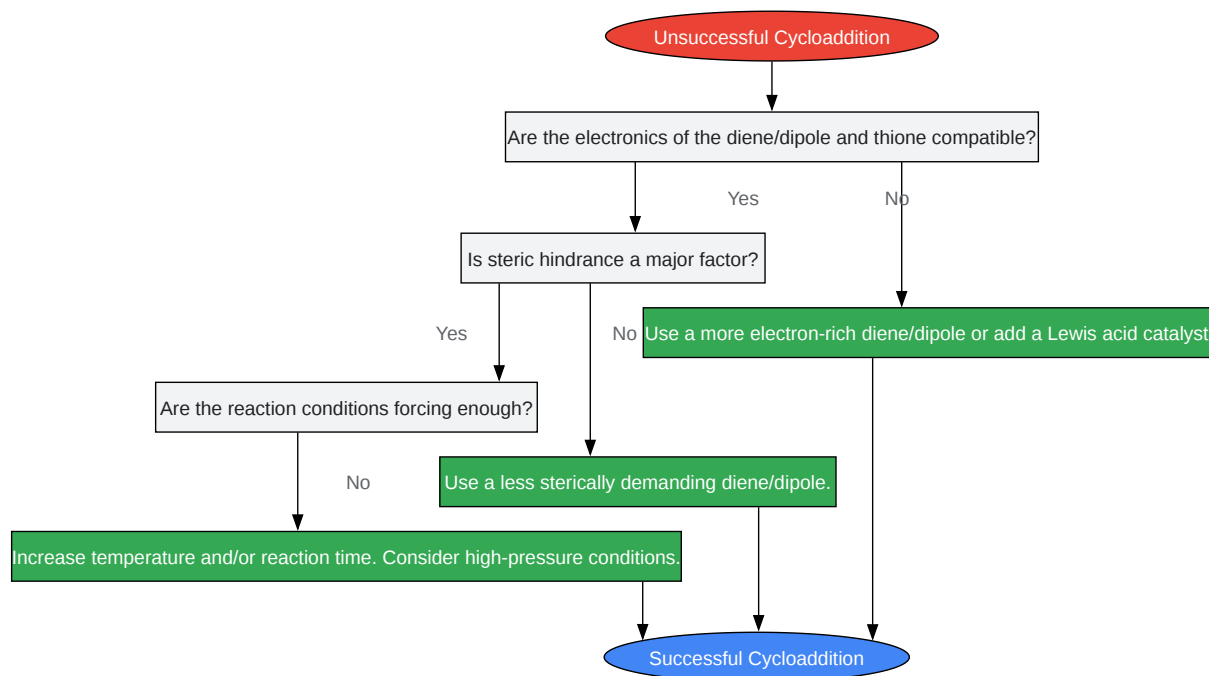 Unsuccessful Cycloaddition
Are the electronics of the diene/dipole and thione compatible?
Yes
No
Is steric hindrance a major factor?
Yes
No
Use a more electron-rich diene/dipole or add a Lewis acid catalyst
Are the reaction conditions forcing enough?
No
Use a less sterically demanding diene/dipole.
Increase temperature and/or reaction time. Consider high-pressure conditions.
Successful Cycloaddition